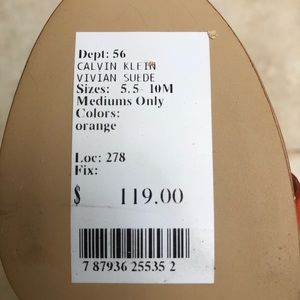 Dept: 56
CALVIN KLEIN
VIVIAN SUEDE
Sizes: 5.5- 10M
Mediums Only
Colors:
orange
Loc: 278
Fix:
$ 119.00
7 87936 25535 2